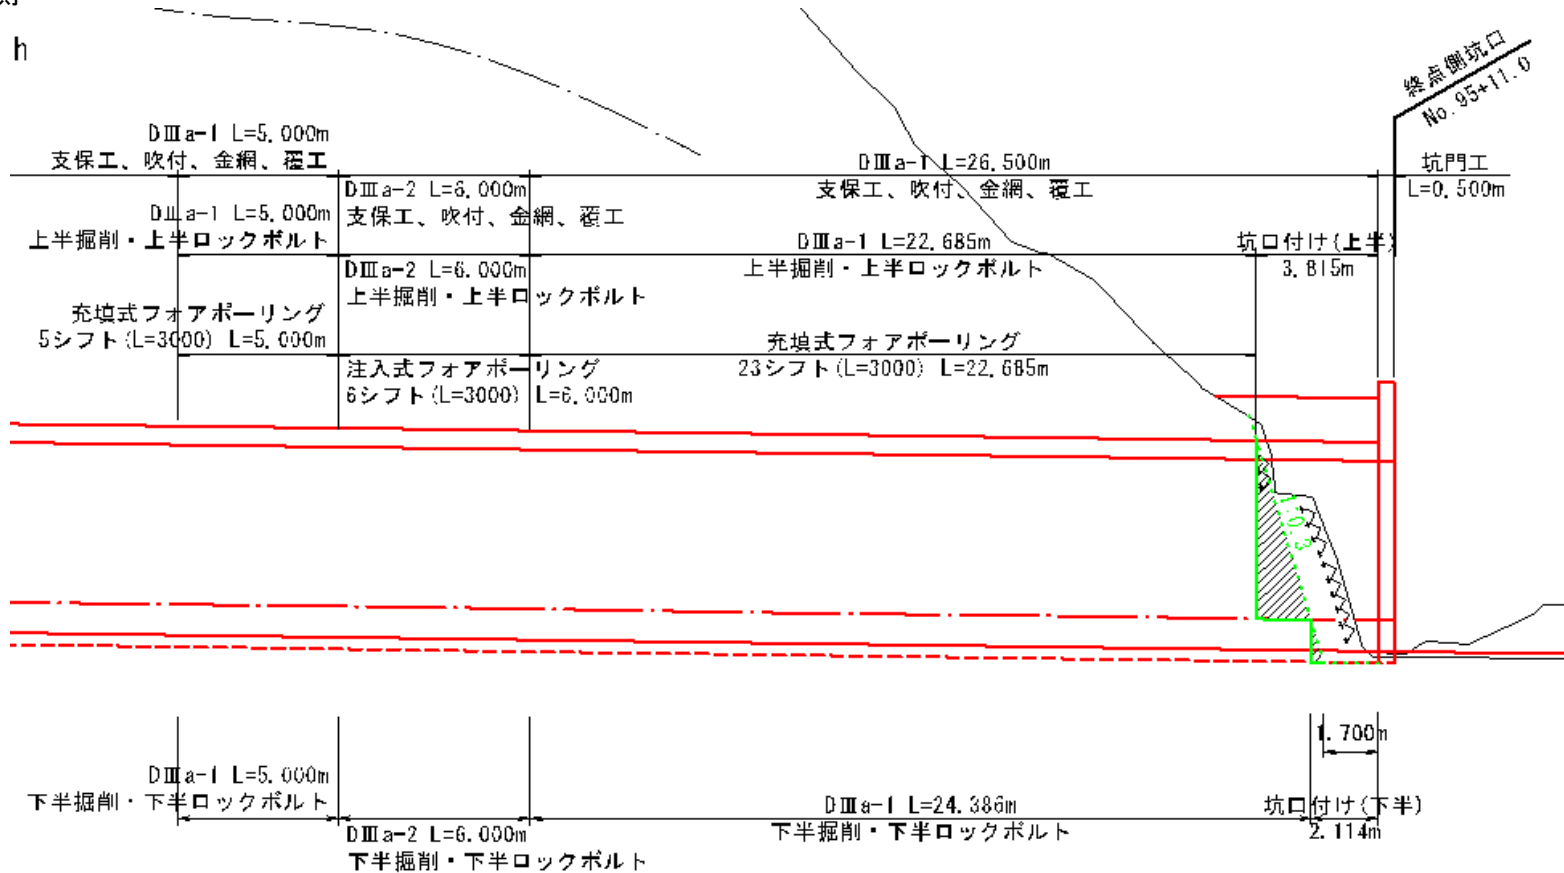 h
終点側坑口
No.95+11.0
DⅢa-1 L=5.000m
支保工、吹付、金網、覆工
DⅢa-2 L=6.000m
支保工、吹付、金網、覆工
DⅢa-1 L=26.500m
支保工、吹付、金網、覆工
坑門工
L=0.500m
DⅢa-1 L=5.000m
上半掘削・上半ロックボルト
DⅢa-2 L=6.000m
上半掘削・上半ロックボルト
DⅢa-1 L=22.685m
上半掘削・上半ロックボルト
坑口付け(上半)
3.815m
充填式フォアポーリング
5シフト(L=3000) L=5.000m
注入式フォアポーリング
6シフト(L=3000) L=6.000m
充填式フォアポーリング
23シフト(L=3000) L=22.685m
1:0.3
1.700m
DⅢa-1 L=5.000m
下半掘削・下半ロックボルト
DⅢa-2 L=6.000m
下半掘削・下半ロックボルト
DⅢa-1 L=24.386m
下半掘削・下半ロックボルト
坑口付け(下半)
2.114m